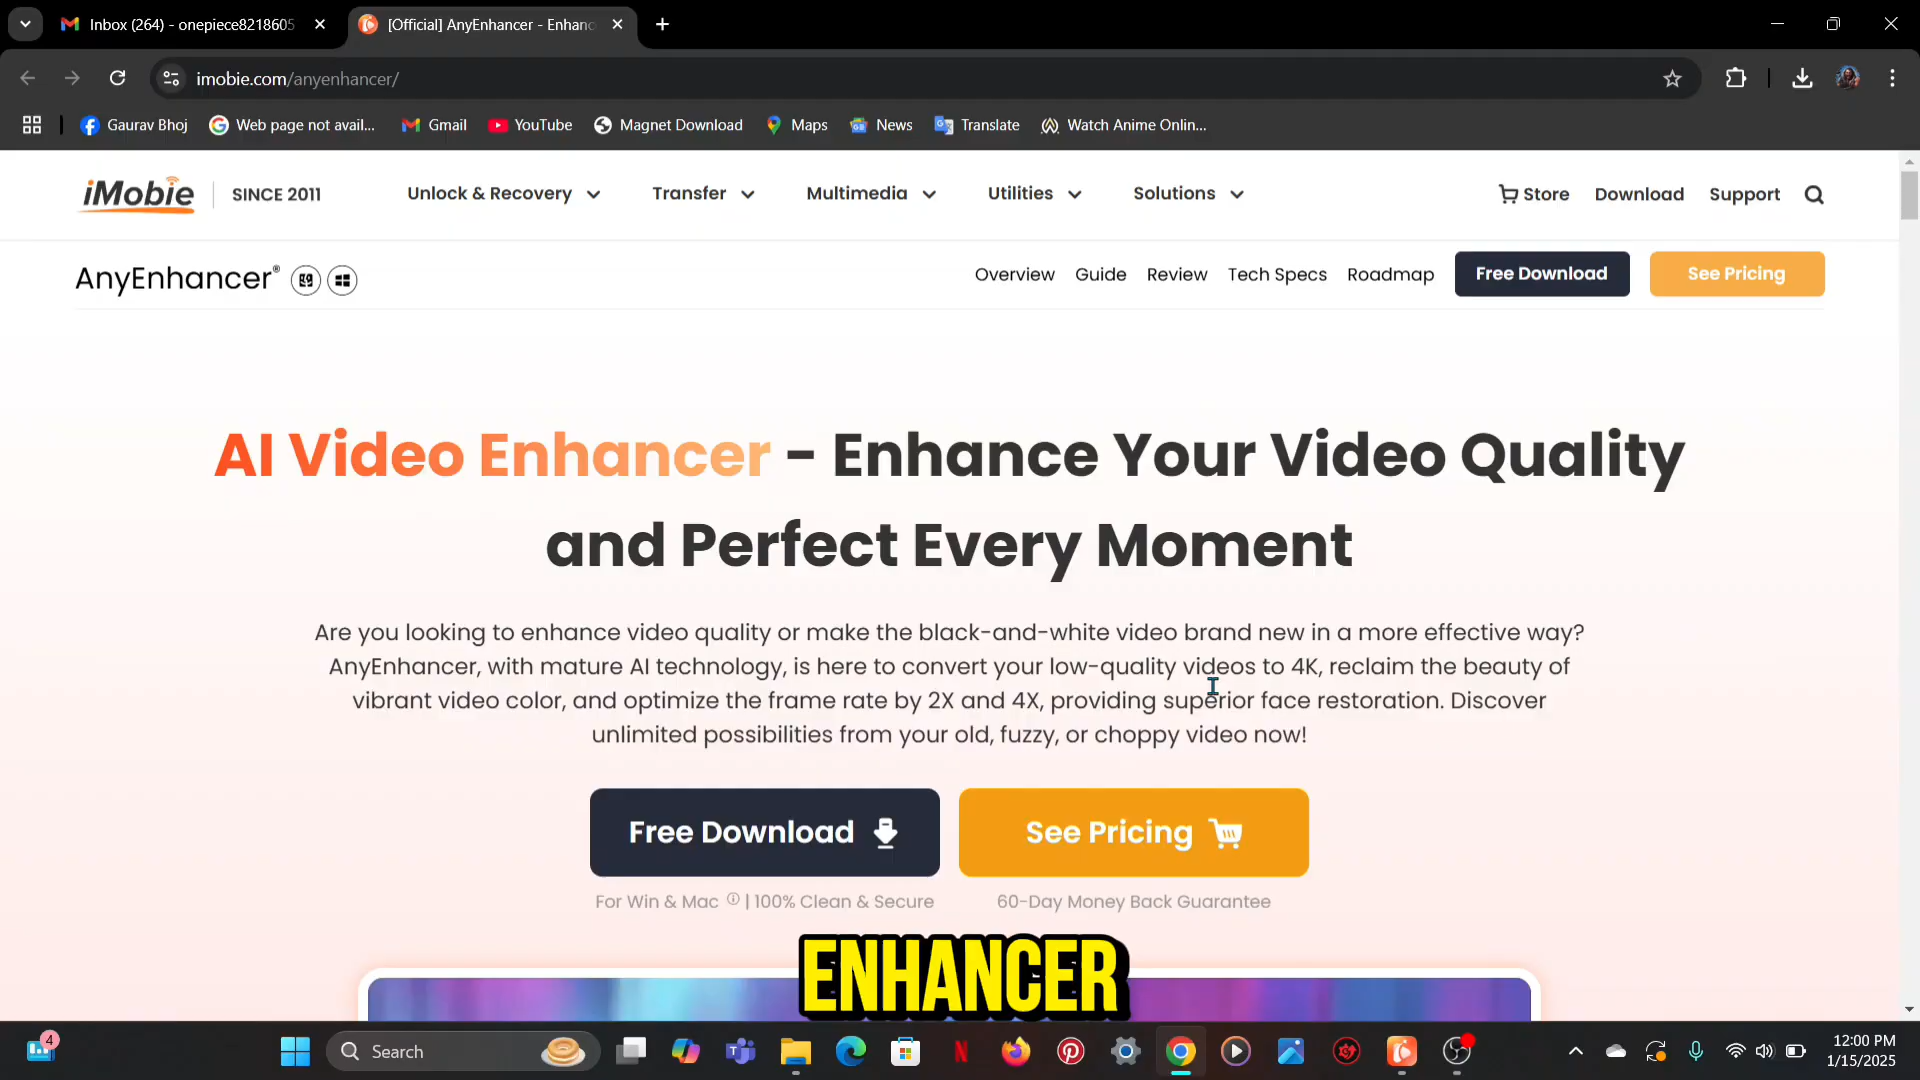 Inbox (264) - onepiece8218605
[Official] AnyEnhancer - Enhanc
imobie.com/anyenhancer/
Gaurav Bhoj
Web page not avail...
Gmail
YouTube
Magnet Download
Maps
News
Translate
Watch Anime Onlin...
iMobie
SINCE 2011
Unlock & Recovery
Transfer
Multimedia
Utilities
Solutions
Store
Download
Support
AnyEnhancer®
Overview
Guide
Review
Tech Specs
Roadmap
Free Download
See Pricing
AI Video Enhancer - Enhance Your Video Quality
and Perfect Every Moment
Are you looking to enhance video quality or make the black-and-white video brand new in a more effective way?
AnyEnhancer, with mature AI technology, is here to convert your low-quality videos to 4K, reclaim the beauty of
vibrant video color, and optimize the frame rate by 2X and 4X, providing superior face restoration. Discover
unlimited possibilities from your old, fuzzy, or choppy video now!
Free Download
See Pricing
For Win & Mac ⓘ | 100% Clean & Secure
60-Day Money Back Guarantee
ENHANCER
4
Search
12:00 PM
1/15/2025